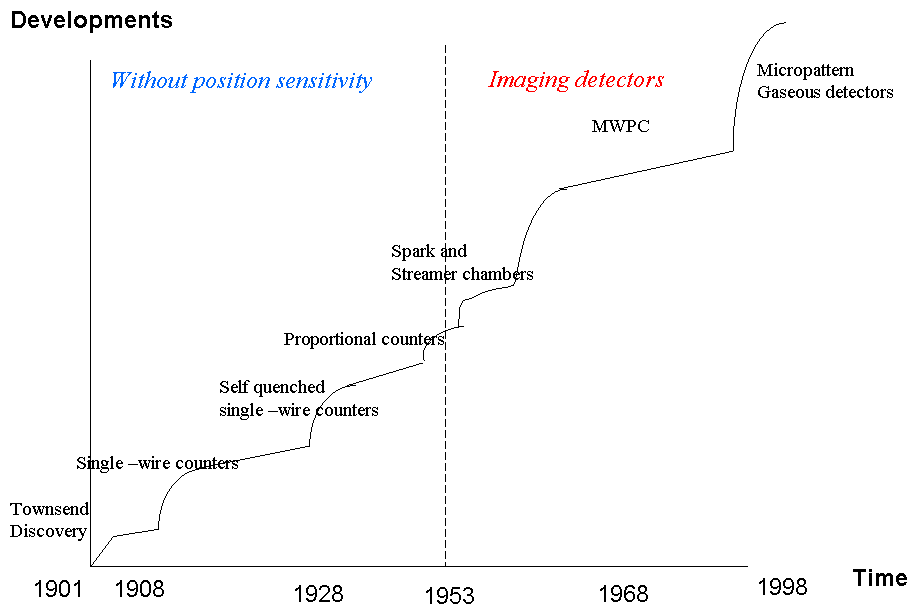 Developments
Without position sensitivity
Imaging detectors
Micropattern
Gaseous detectors
MWPC
Spark and
Streamer chambers
Proportional counters
Self quenched
single –wire counters
Single –wire counters
Townsend
Discovery
1901
1908
1928
1953
1968
1998
Time